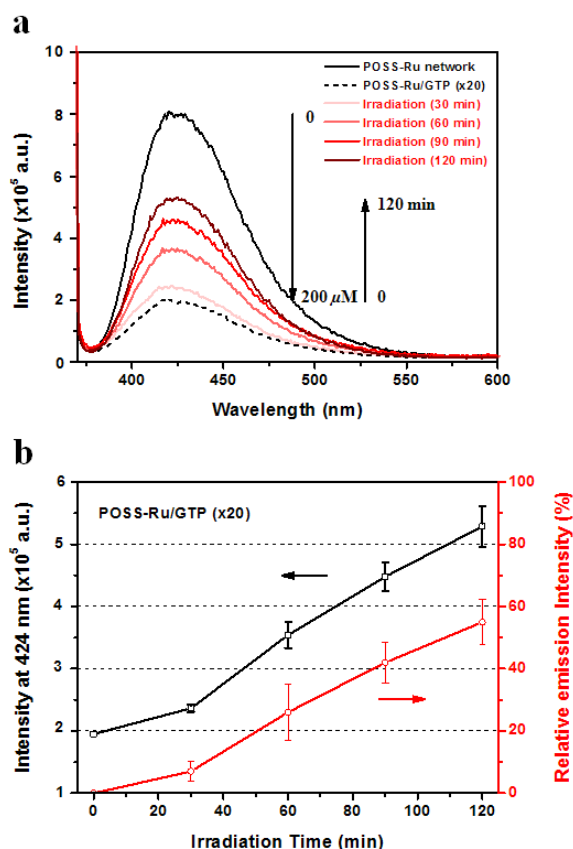 a
Intensity (x10⁵ a.u.)
10
8
6
4
2
0
POSS-Ru network
POSS-Ru/GTP (x20)
Irradiation (30 min)
Irradiation (60 min)
Irradiation (90 min)
Irradiation (120 min)
0
120 min
200 μM
0
400 450 500 550 600
Wavelength (nm)
b
Intensity at 424 nm (x10⁵ a.u.)
6
5
4
3
2
1
POSS-Ru/GTP (x20)
100
80
60
40
20
0
Relative emission Intensity (%)
0 20 40 60 80 100 120
Irradiation Time (min)